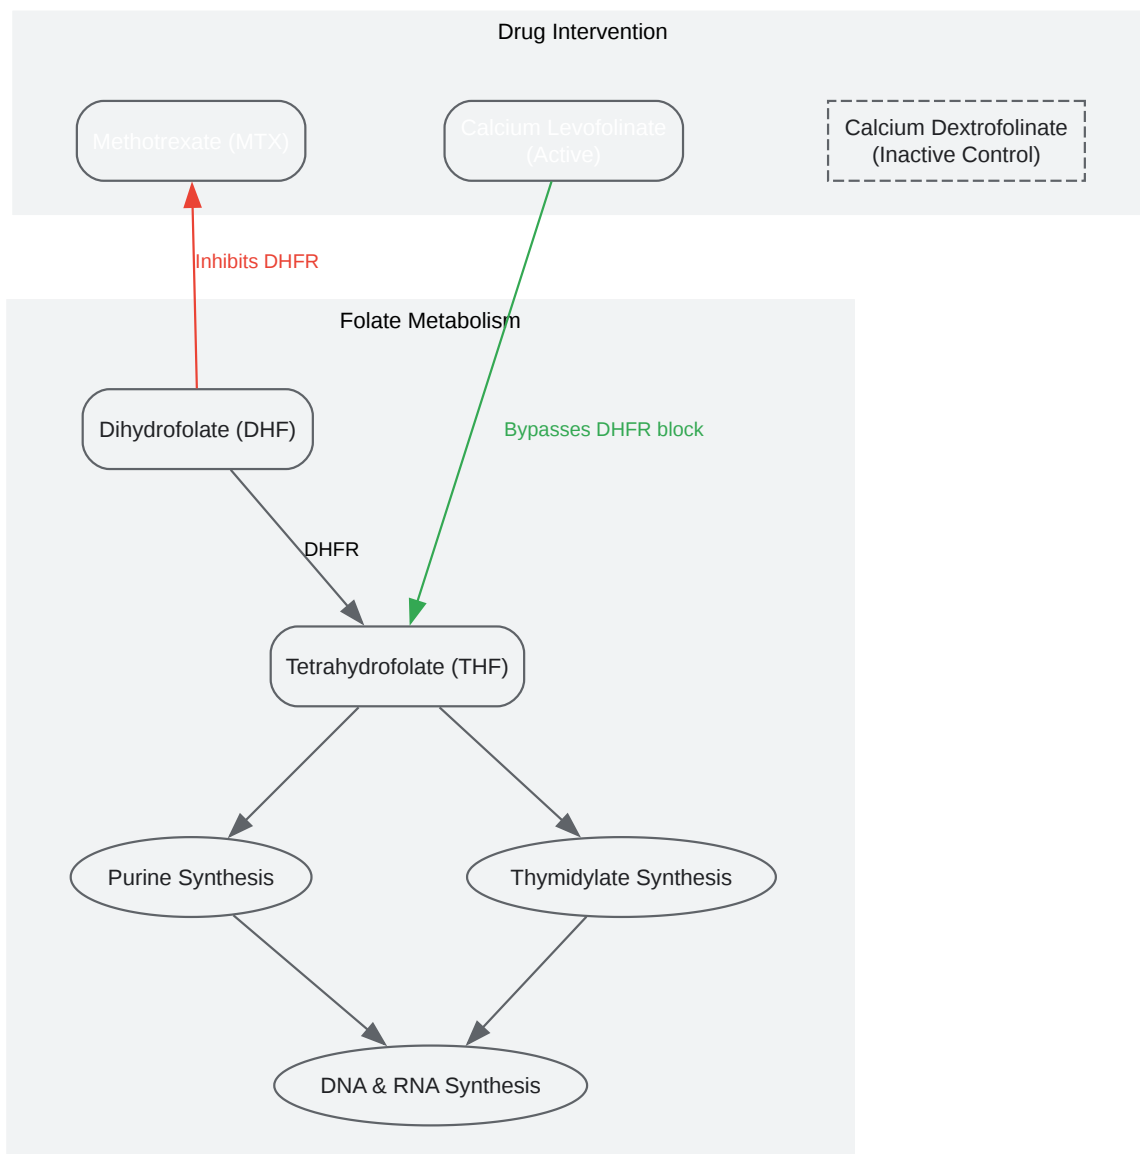 Drug Intervention
Methotrexate (MTX)
Calcium Levofolinate
(Active)
Calcium Dextrofolinate
(Inactive Control)
Inhibits DHFR
Folate Metabolism
Dihydrofolate (DHF)
Bypasses DHFR block
DHFR
Tetrahydrofolate (THF)
Purine Synthesis
Thymidylate Synthesis
DNA & RNA Synthesis